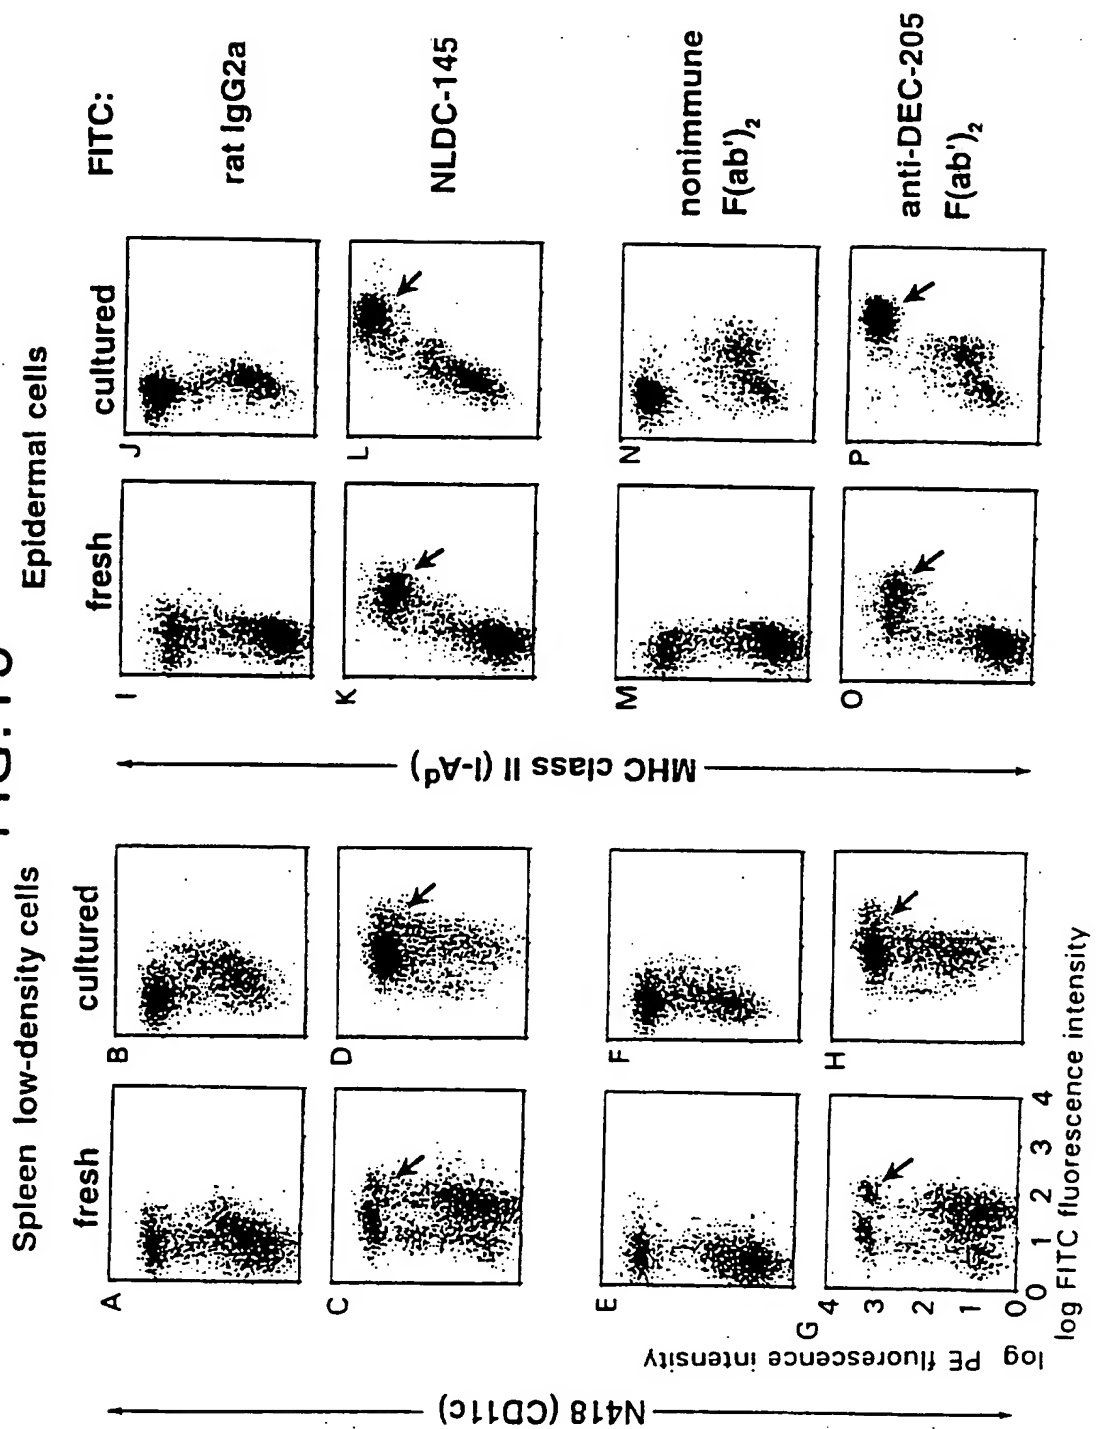 Spleen low-density cells
Epidermal cells
fresh
cultured
fresh
cultured
FITC:
A
B
I
J
rat IgG2a
C
D
K
L
NLDC-145
E
F
M
N
nonimmune
F(ab')2
G
H
O
P
anti-DEC-205
F(ab')2
N418 (CD11c)
MHC class II (I-Aᵈ)
log PE fluorescence intensity
4
3
2
1
0
0 1 2 3 4
log FITC fluorescence intensity